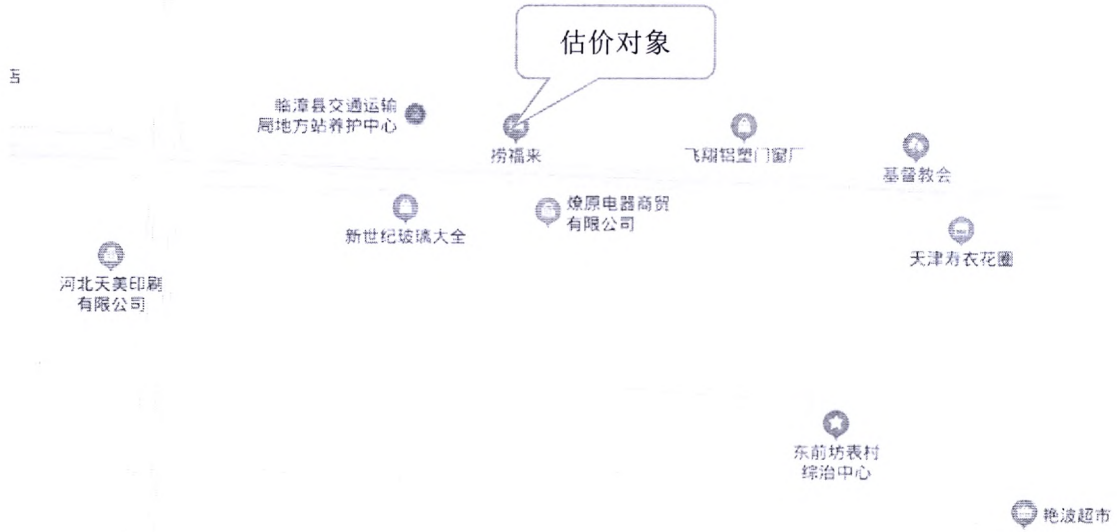 估价对象
临漳县交通运输
局地方站养护中心
捞福来
飞翔铝塑门窗厂
基督教会
燎原电器商贸
有限公司
新世纪玻璃大全
天津寿衣花圈
河北天美印刷
有限公司
东前坊表村
综治中心
艳波超市